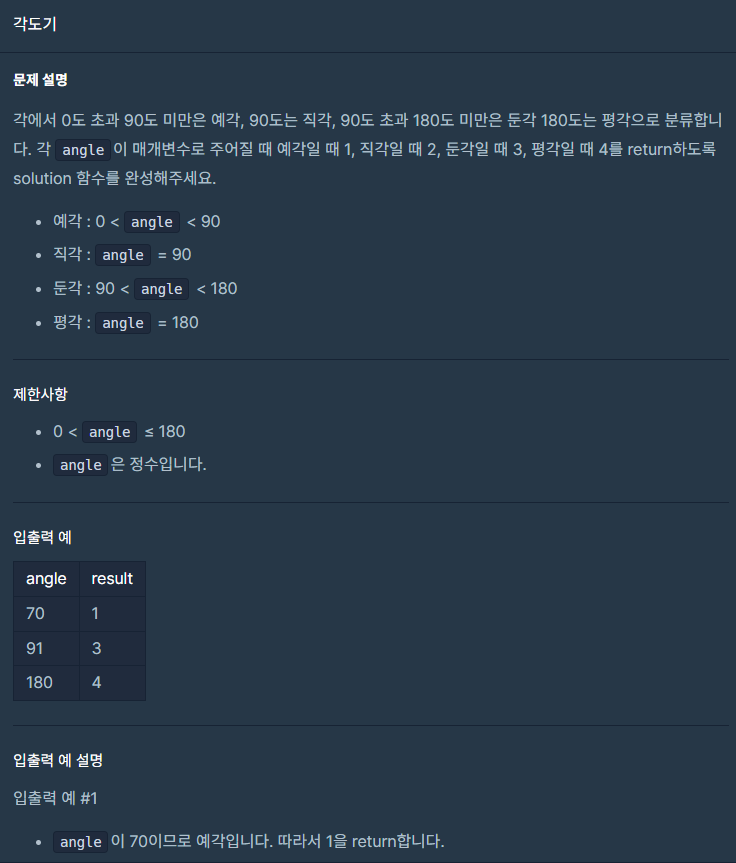 각도기
문제 설명
각에서 0도 초과 90도 미만은 예각, 90도는 직각, 90도 초과 180도 미만은 둔각 180도는 평각으로 분류합니
다. 각 angle 이 매개변수로 주어질 때 예각일 때 1, 직각일 때 2, 둔각일 때 3, 평각일 때 4를 return하도록
solution 함수를 완성해주세요.
• 예각 : 0 < angle < 90
• 직각 : angle = 90
• 둔각 : 90 < angle < 180
• 평각 : angle = 180
제한사항
• 0 < angle ≤ 180
• angle 은 정수입니다.
입출력 예
angle result
70 1
91 3
180 4
입출력 예 설명
입출력 예 #1
• angle 이 70이므로 예각입니다. 따라서 1을 return합니다.